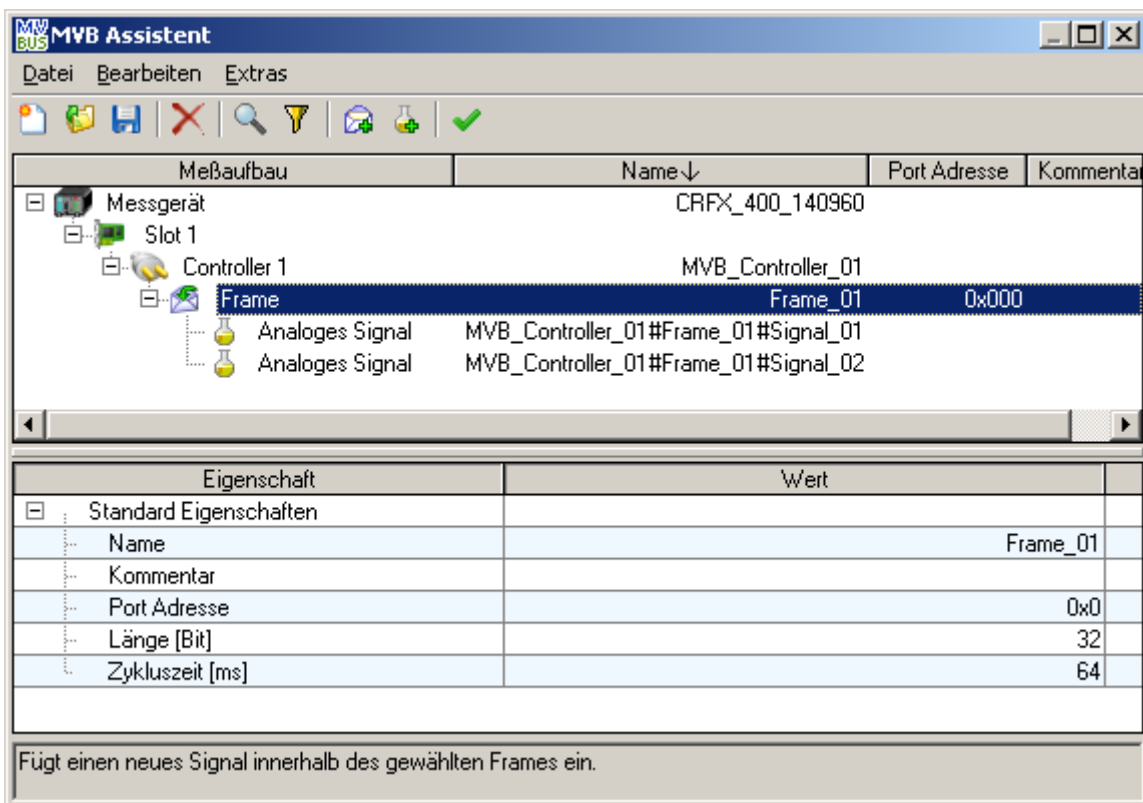 MVB Assistent
Datei Bearbeiten Extras
Meßaufbau Name Port Adresse Kommentar
Messgerät CRFX_400_140960
Slot 1
Controller 1 MVB_Controller_01
Frame Frame_01 0x000
Analoges Signal MVB_Controller_01#Frame_01#Signal_01
Analoges Signal MVB_Controller_01#Frame_01#Signal_02
Eigenschaft Wert
Standard Eigenschaften
Name Frame_01
Kommentar
Port Adresse 0x0
Länge [Bit] 32
Zykluszeit [ms] 64
Fügt einen neues Signal innerhalb des gewählten Frames ein.